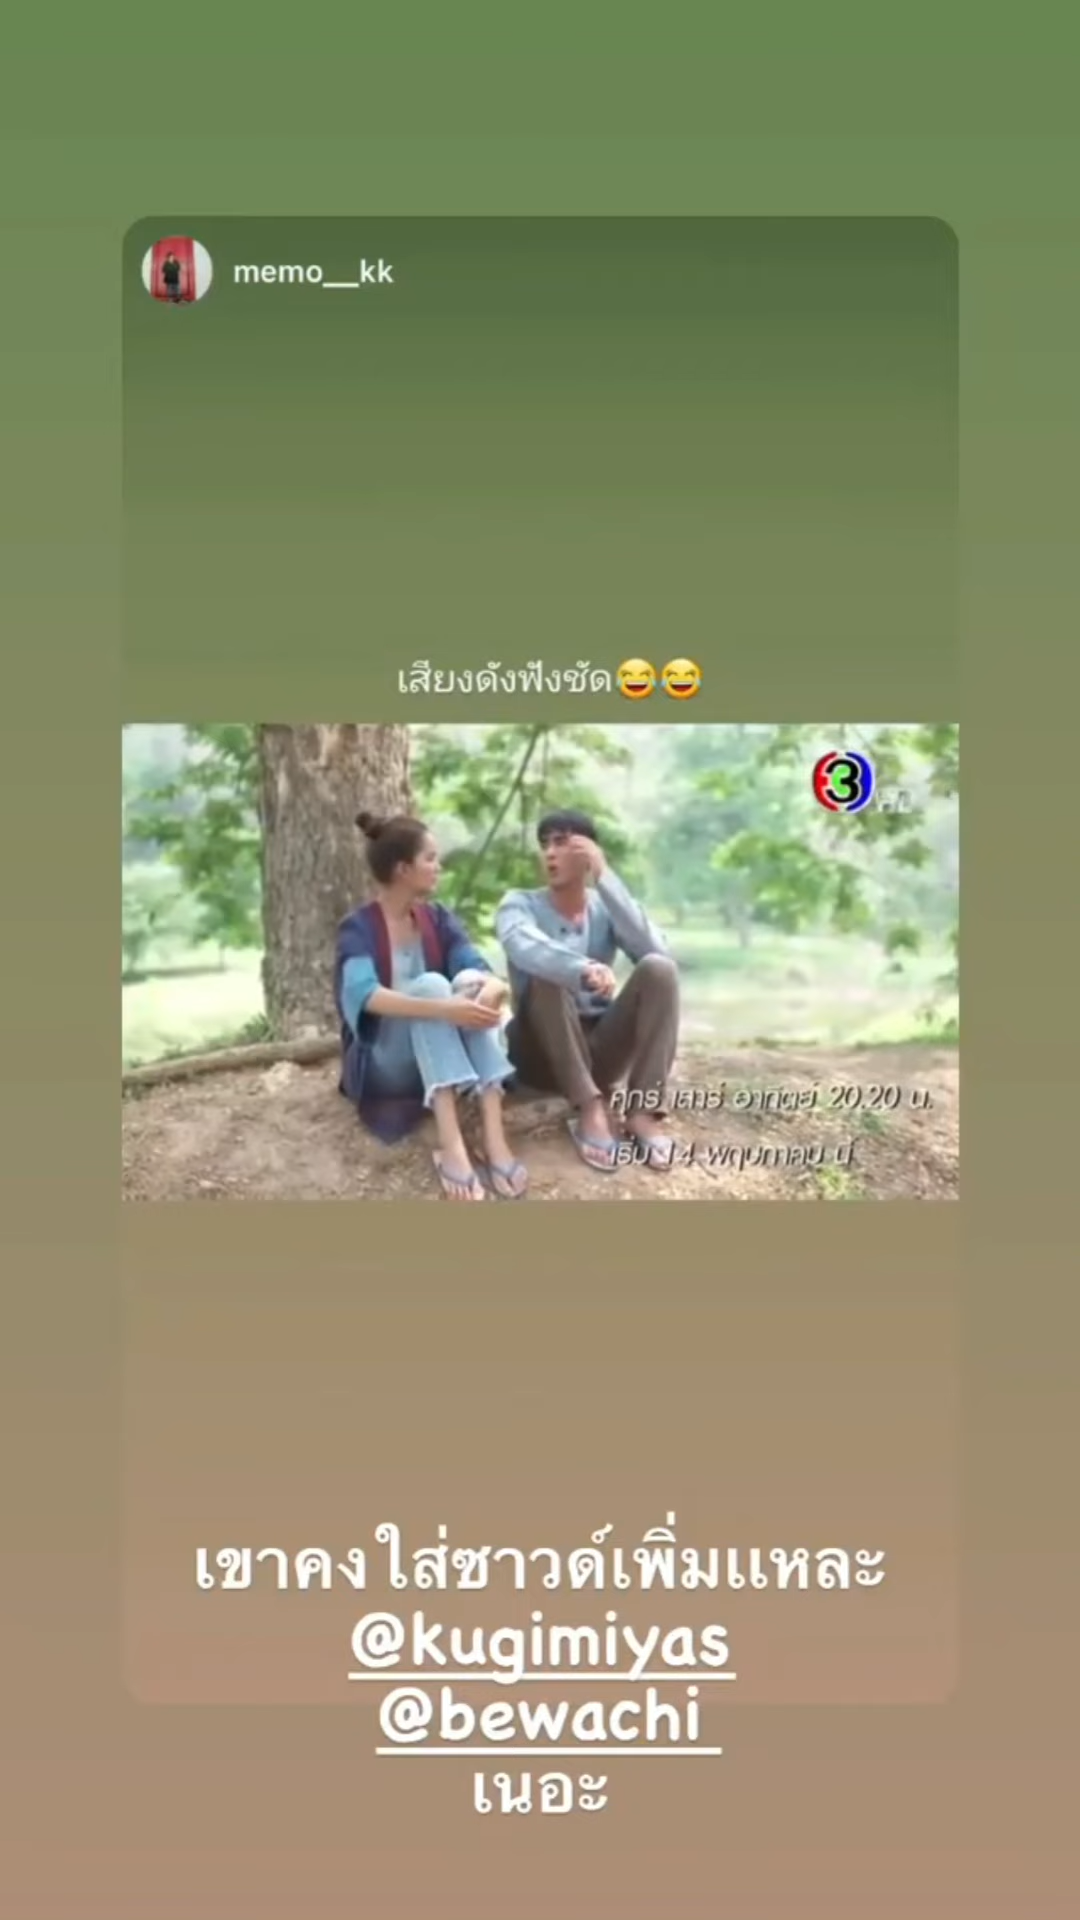 memo__kk
เสียงดังฟังชัด😂😂
3 HD
ศุกร์ เสาร์ อาทิตย์ 20.20 น.
เริ่ม 14 พฤษภาคม นี้
เขาคงใส่ซาวด์เพิ่มแหละ
@kugimiyas
@bewachi
เนอะ